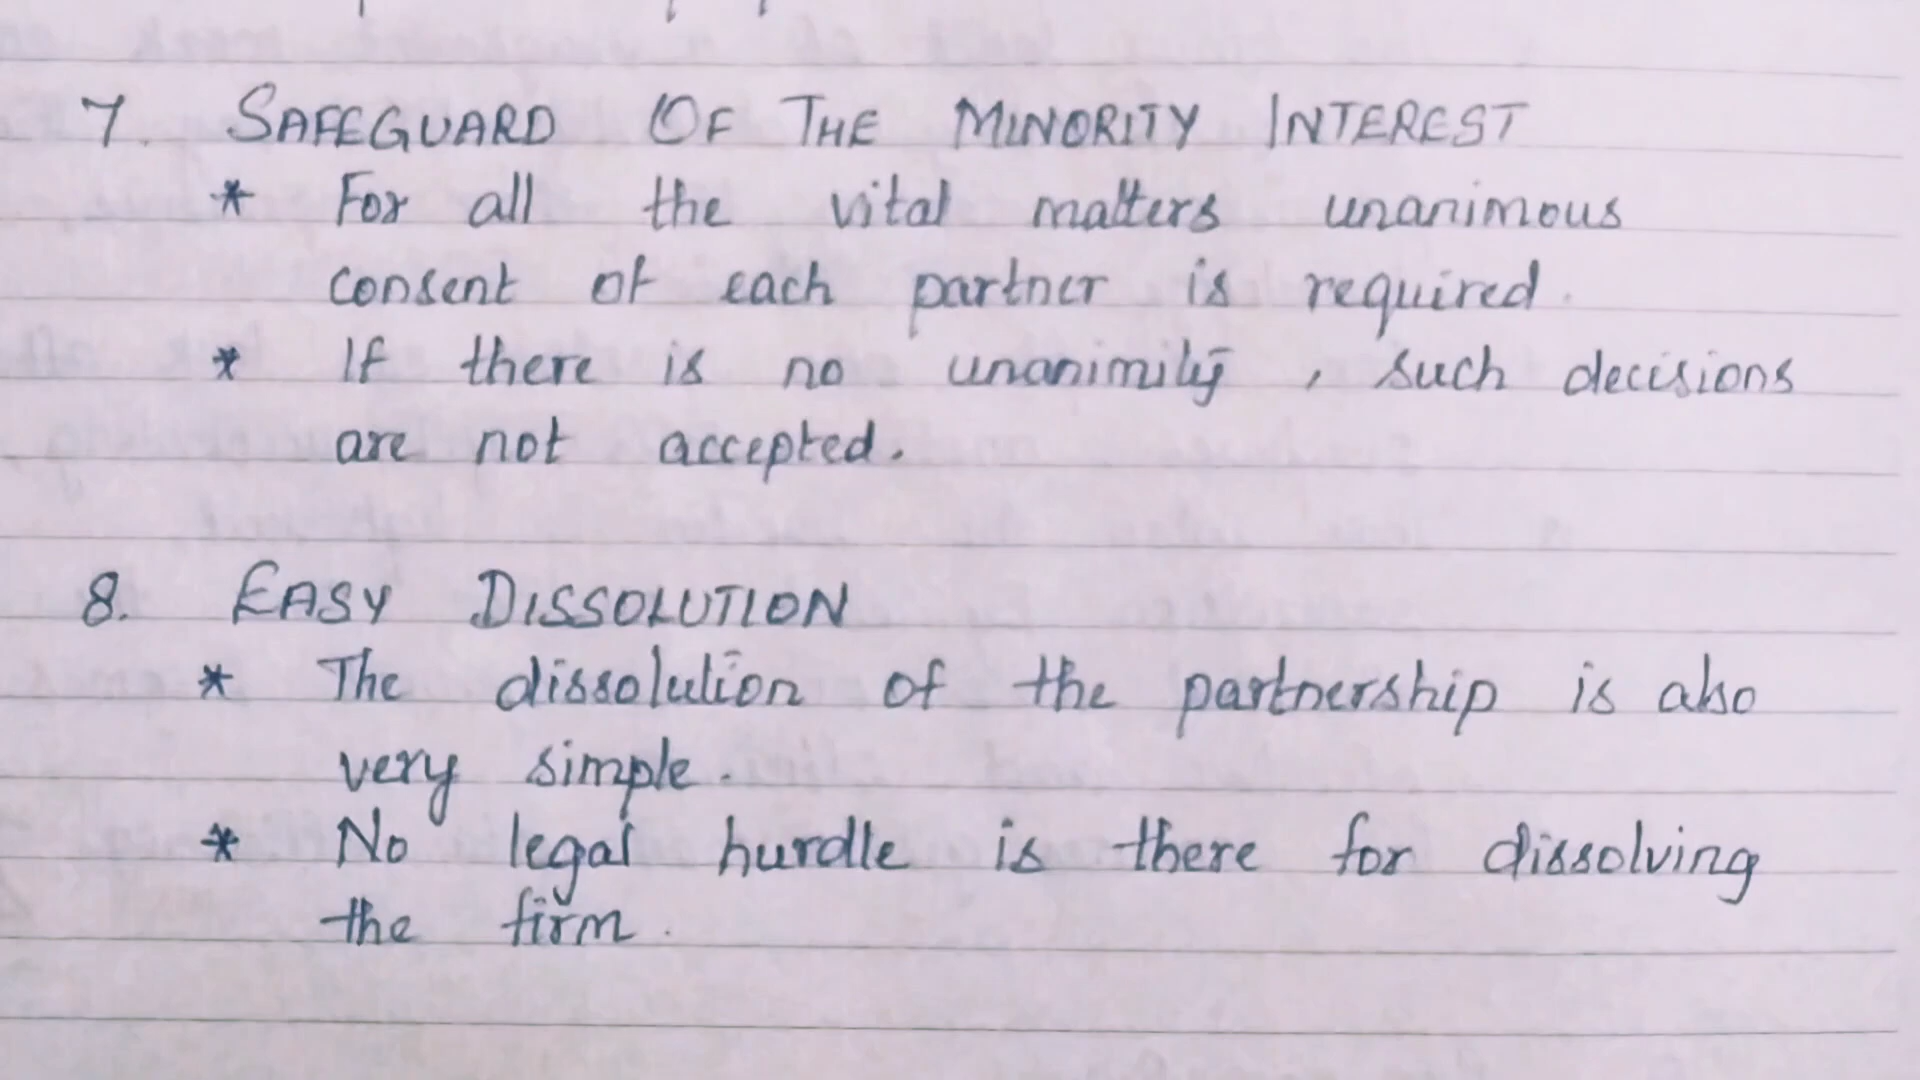 7. SAFEGUARD OF THE MINORITY INTEREST
* For all the vital matters unanimous
consent of each partner is required.
* If there is no unanimity, such decisions
are not accepted.
8. EASY DISSOLUTION
* The dissolution of the partnership is also
very simple.
* No legal hurdle is there for dissolving
the firm.